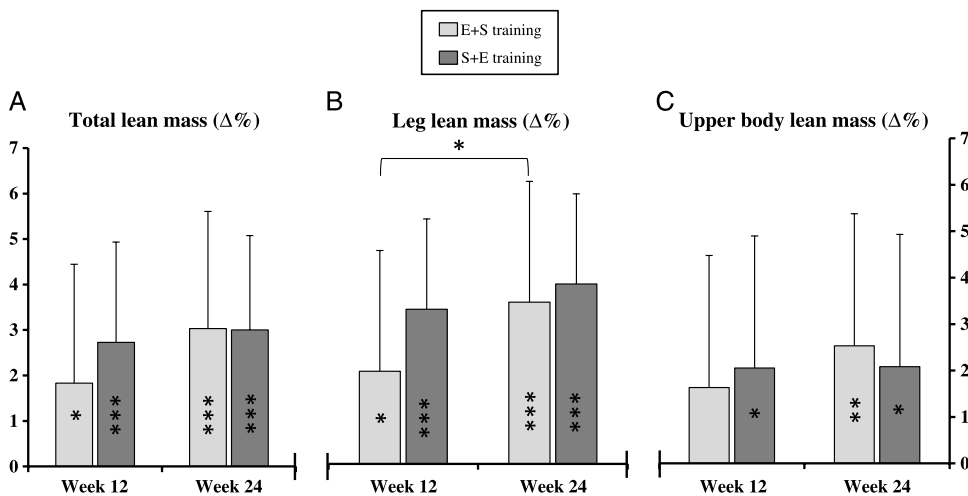 E+S training
S+E training
A
Total lean mass (Δ%)
7
6
5
4
3
2
1
0
*
***
***
***
Week 12
Week 24
B
Leg lean mass (Δ%)
*
*
***
***
***
Week 12
Week 24
C
Upper body lean mass (Δ%)
7
6
5
4
3
2
1
0
*
**
*
Week 12
Week 24